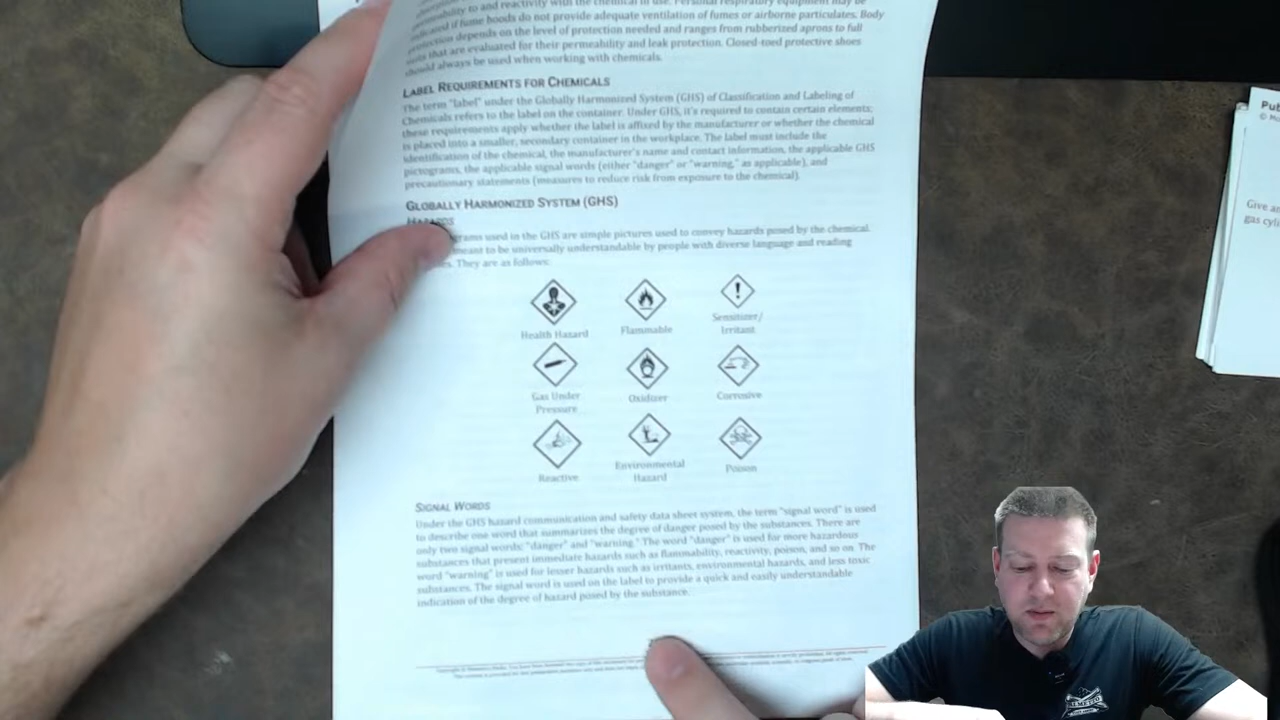 to and reactivity with the chemical in use. Personal respiratory equipment may be
indicated if fume hoods do not provide adequate ventilation of fumes or airborne particulates. Body
protection depends on the level of protection needed and ranges from rubberized aprons to full
suits that are evaluated for their permeability and leak protection. Closed-toed protective shoes
should always be used when working with chemicals.
LABEL REQUIREMENTS FOR CHEMICALS
The term "label" under the Globally Harmonized System (GHS) of Classification and Labeling of
Chemicals refers to the label on the container. Under GHS, it's required to contain certain elements;
these requirements apply whether the label is affixed by the manufacturer or whether the chemical
is placed into a smaller, secondary container in the workplace. The label must include the
identification of the chemical, the manufacturer's name and contact information, the applicable GHS
pictograms, the applicable signal words (either "danger" or "warning," as applicable), and
precautionary statements (measures to reduce risk from exposure to the chemical).
GLOBALLY HARMONIZED SYSTEM (GHS)
HAZARDS
used in the GHS are simple pictures used to convey hazards posed by the chemical.
meant to be universally understandable by people with diverse language and reading
They are as follows:
Health Hazard
Flammable
Sensitizer/
Irritant
Gas Under
Pressure
Oxidizer
Corrosive
Reactive
Environmental
Hazard
Poison
SIGNAL WORDS
Under the GHS hazard communication and safety data sheet system, the term "signal word" is used
to describe one word that summarizes the degree of danger posed by the substances. There are
only two signal words: "danger" and "warning." The word "danger" is used for more hazardous
substances that present immediate hazards such as flammability, reactivity, poison, and so on. The
word "warning" is used for lesser hazards such as irritants, environmental hazards, and less toxic
substances. The signal word is used on the label to provide a quick and easily understandable
indication of the degree of hazard posed by the substance.
Give an
gas cyli